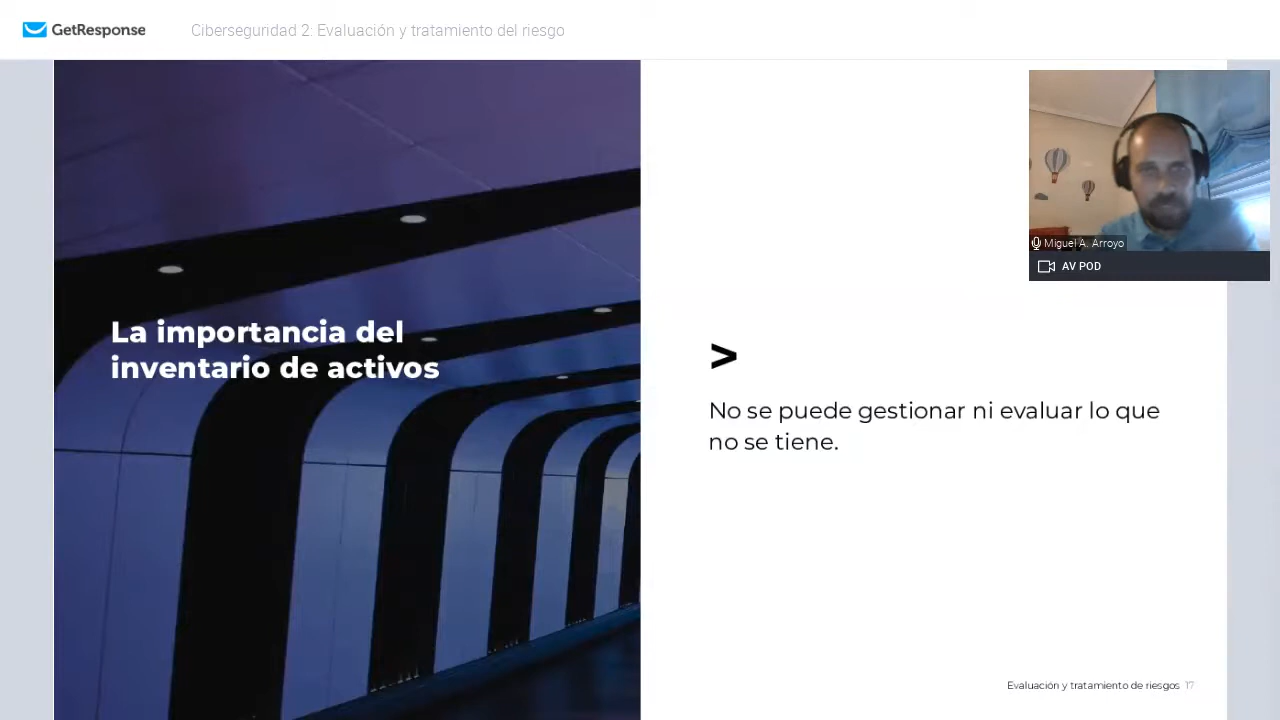 GetResponse
Ciberseguridad 2: Evaluación y tratamiento del riesgo
Miguel A. Arroyo
AV POD
La importancia del
inventario de activos
>
No se puede gestionar ni evaluar lo que
no se tiene.
Evaluación y tratamiento de riesgos 17